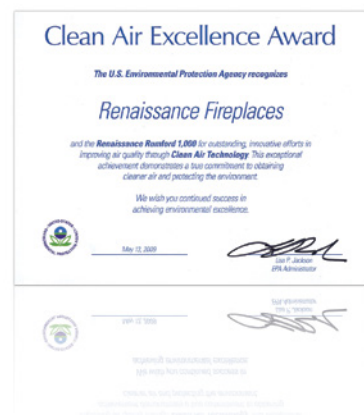 Clean Air Excellence Award
The U.S. Environmental Protection Agency recognizes
Renaissance Fireplaces
and the Renaissance Rumford 1,000 for outstanding, innovative efforts in
improving air quality through Clean Air Technology. This exceptional
achievement demonstrates a true commitment to obtaining
cleaner air and protecting the environment.
We wish you continued success in
achieving environmental excellence.
May 13, 2009
Lisa P. Jackson
EPA Administrator